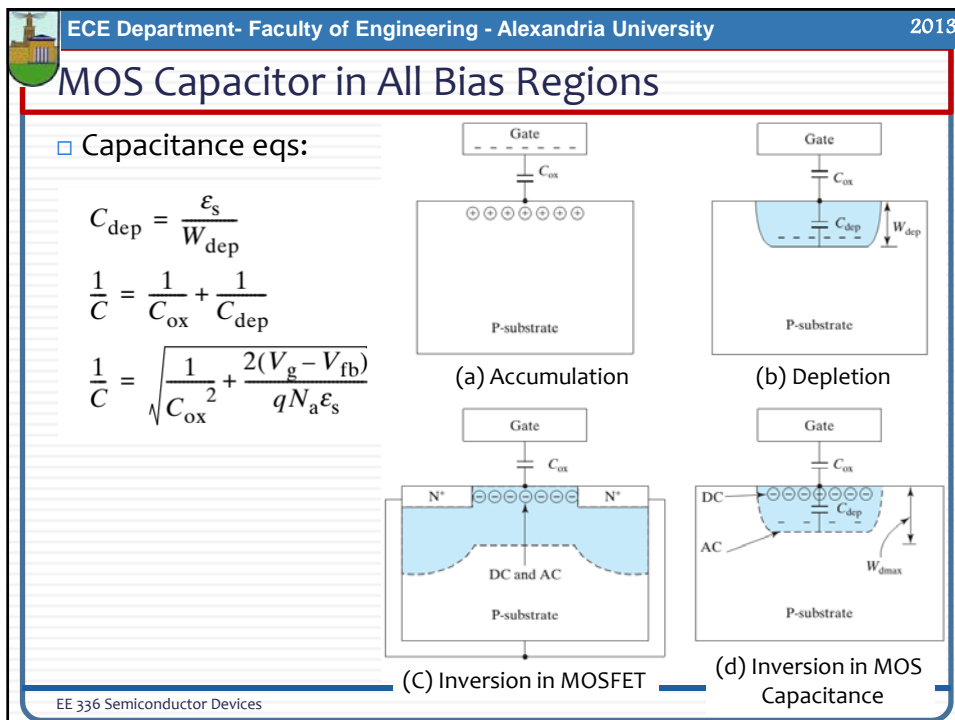 ECE Department- Faculty of Engineering - Alexandria University
2013
MOS Capacitor in All Bias Regions
□ Capacitance eqs:
C_dep = ε_s / W_dep
1/C = 1/C_ox + 1/C_dep
1/C = √(1/C_ox² + 2(V_g − V_fb)/(qN_aε_s))
Gate
− − − − − −
C_ox
⊕⊕⊕⊕⊕⊕⊕
P-substrate
(a) Accumulation
Gate
C_ox
C_dep
W_dep
− − − − − −
P-substrate
(b) Depletion
Gate
C_ox
N⁺
⊖⊖⊖⊖⊖⊖⊖
N⁺
DC and AC
P-substrate
(C) Inversion in MOSFET
Gate
C_ox
DC
⊖⊖⊖⊕⊖⊖⊖
C_dep
AC
− − − −
W_dmax
P-substrate
(d) Inversion in MOS
Capacitance
EE 336 Semiconductor Devices